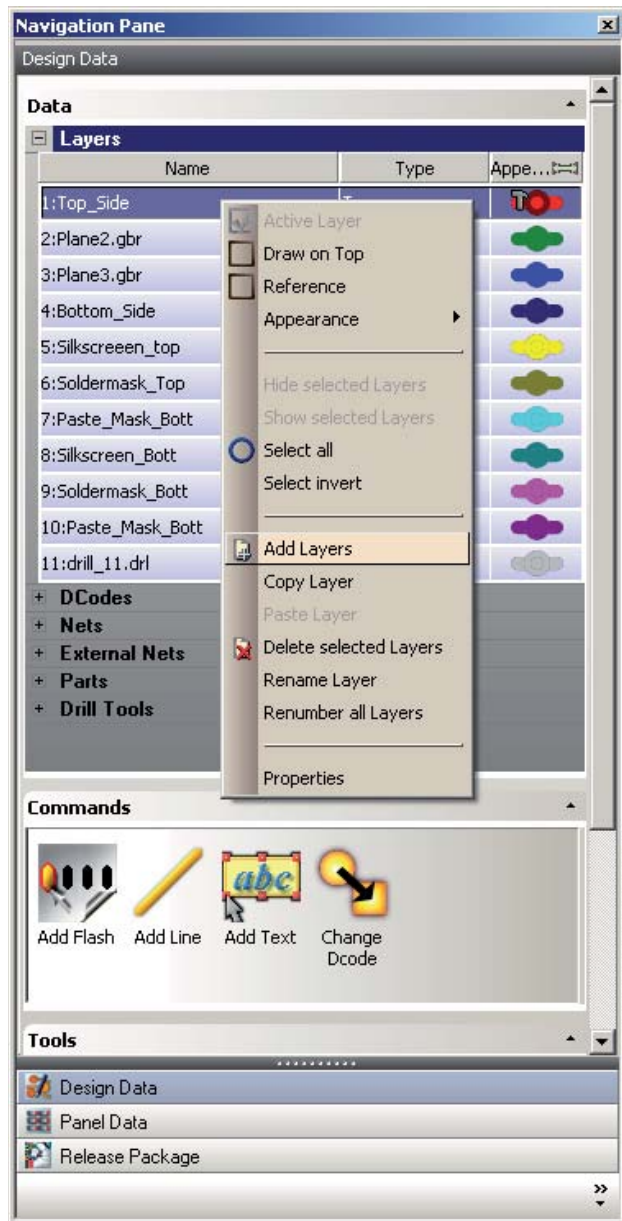 Navigation Pane
Design Data
Data
Layers
Name Type Appe...
1:Top_Side
2:Plane2.gbr
3:Plane3.gbr
4:Bottom_Side
5:Silkscreeen_top
6:Soldermask_Top
7:Paste_Mask_Bott
8:Silkscreen_Bott
9:Soldermask_Bott
10:Paste_Mask_Bott
11:drill_11.drl
DCodes
Nets
External Nets
Parts
Drill Tools
Active Layer
Draw on Top
Reference
Appearance
Hide selected Layers
Show selected Layers
Select all
Select invert
Add Layers
Copy Layer
Paste Layer
Delete selected Layers
Rename Layer
Renumber all Layers
Properties
Commands
abc
Add Flash Add Line Add Text Change
Dcode
Tools
Design Data
Panel Data
Release Package